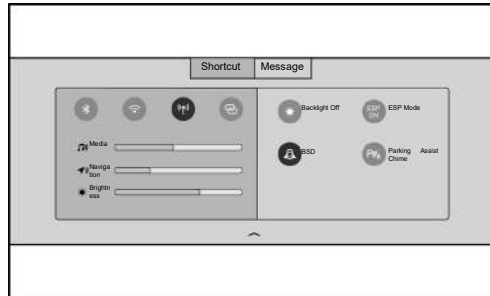 Shortcut Message
Backlight Off
ESP
ON
ESP Mode
Media
Naviga
tion
Brightn
ess
BSD
Parking Assist
Chime